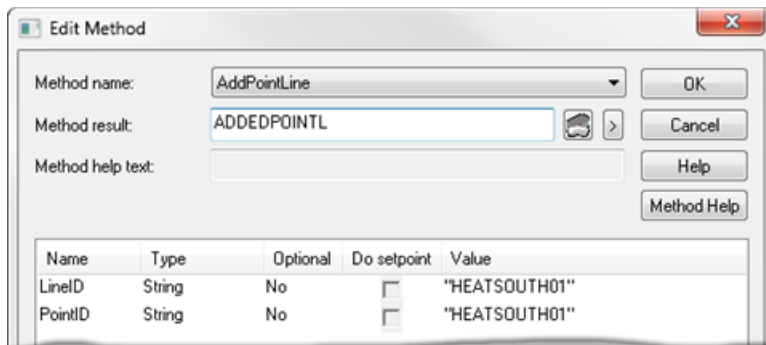 Edit Method
Method name: AddPointLine OK
Method result: ADDEDPOINTL > Cancel
Method help text: Help
Method Help
Name Type Optional Do setpoint Value
LineID String No "HEATSOUTH01"
PointID String No "HEATSOUTH01"